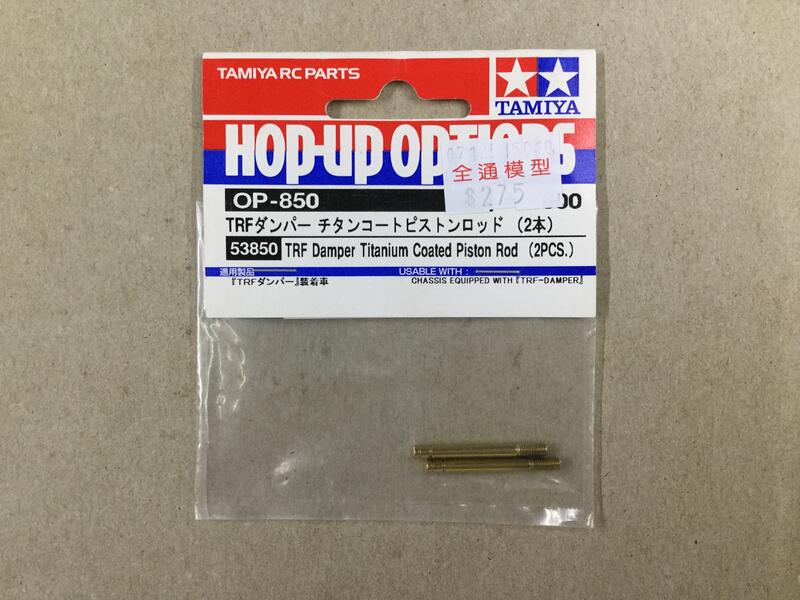 TAMIYA RC PARTS
TAMIYA
HOP-UP OPTIONS
全通模型
$275
OP-850
TRFダンパー チタンコートピストンロッド (2本)
53850 TRF Damper Titanium Coated Piston Rod (2PCS.)
適用製品 USABLE WITH :
『TRFダンパー』装着車 CHASSIS EQUIPPED WITH『TRF-DAMPER』